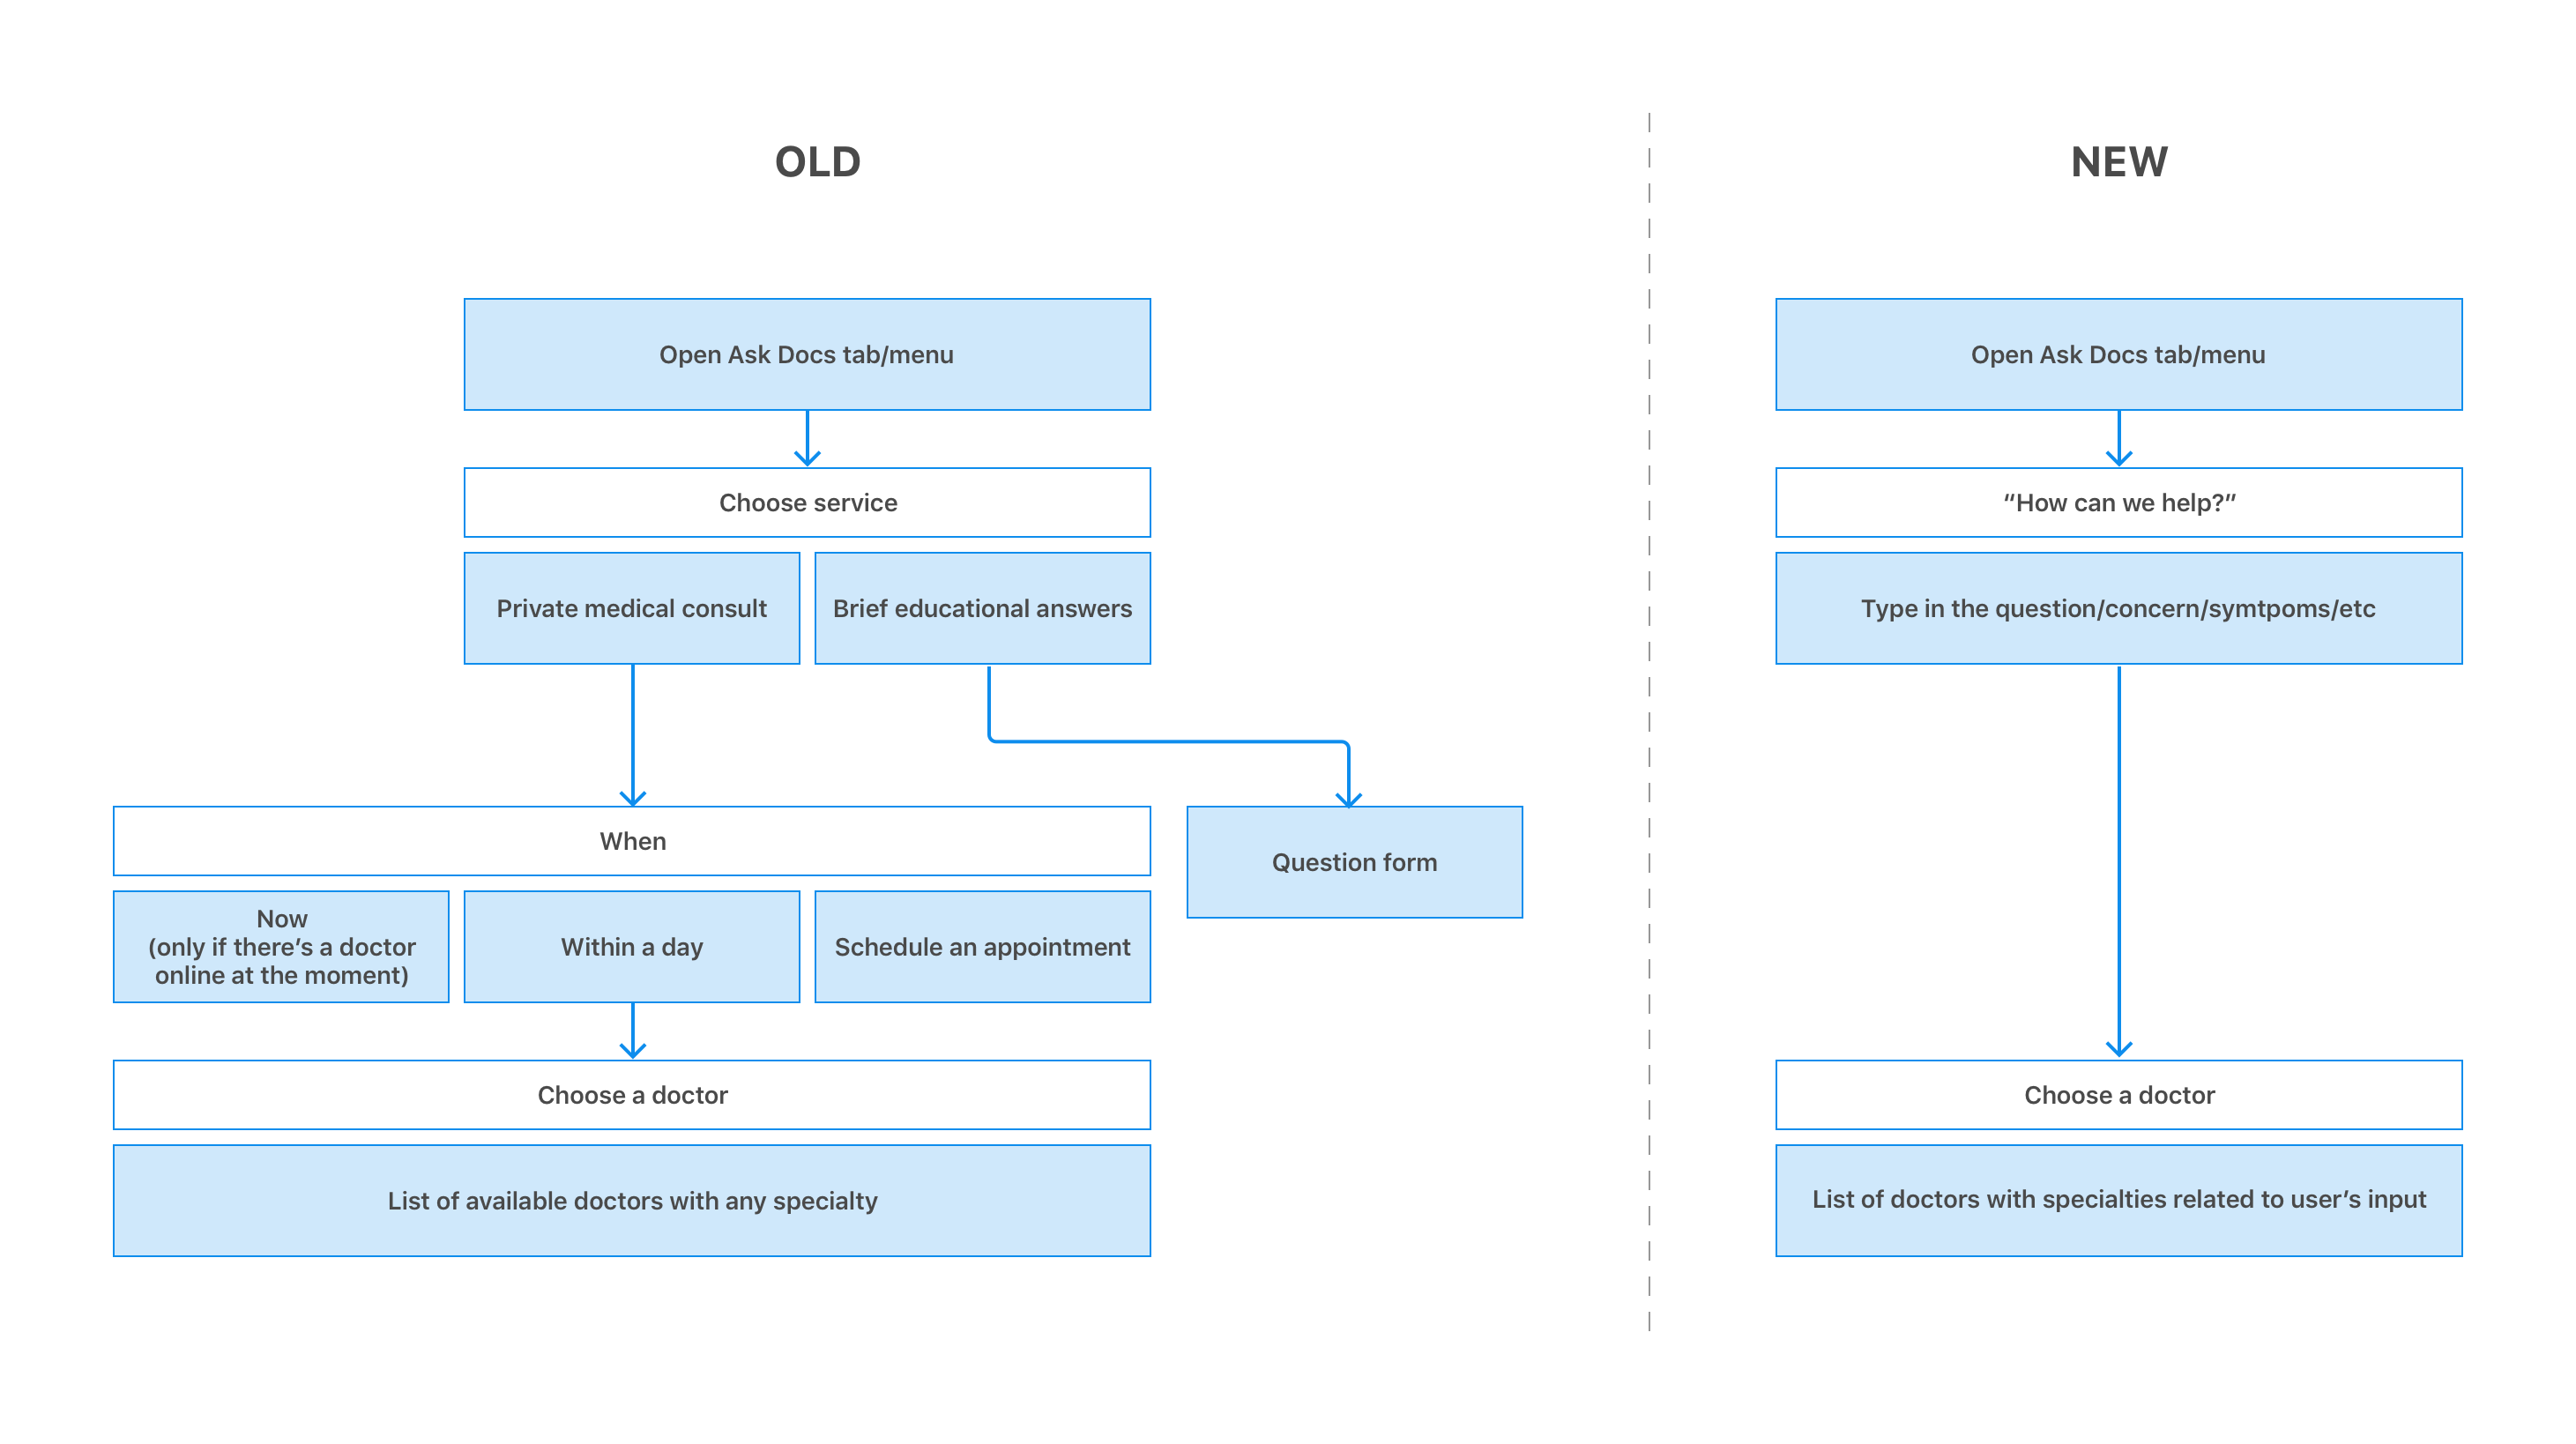 OLD
Open Ask Docs tab/menu
Choose service
Private medical consult
Brief educational answers
When
Now
(only if there’s a doctor
online at the moment)
Within a day
Schedule an appointment
Question form
Choose a doctor
List of available doctors with any specialty
NEW
Open Ask Docs tab/menu
“How can we help?”
Type in the question/concern/symtpoms/etc
Choose a doctor
List of doctors with specialties related to user’s input